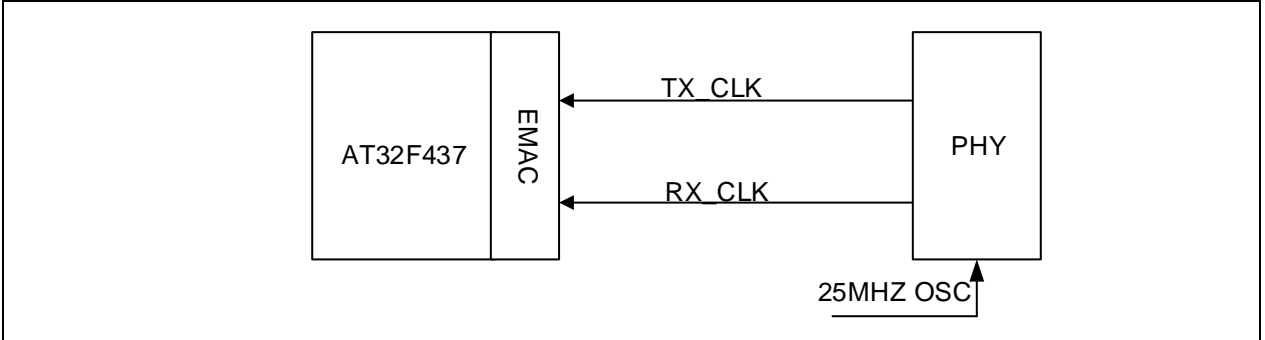 TX_CLK
AT32F437
EMAC
PHY
RX_CLK
25MHZ OSC